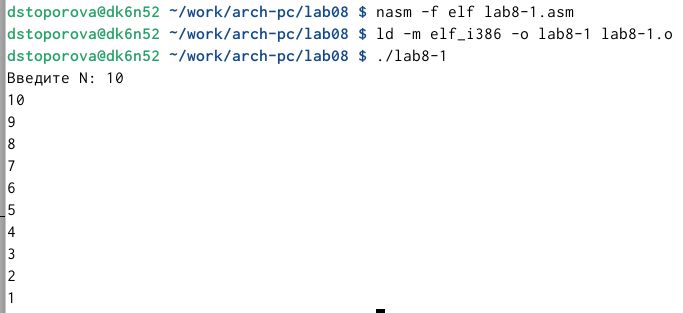 dstoporova@dk6n52 ~/work/arch-pc/lab08 $ nasm -f elf lab8-1.asm
dstoporova@dk6n52 ~/work/arch-pc/lab08 $ ld -m elf_i386 -o lab8-1 lab8-1.o
dstoporova@dk6n52 ~/work/arch-pc/lab08 $ ./lab8-1
Введите N: 10
10
9
8
7
6
5
4
3
2
1